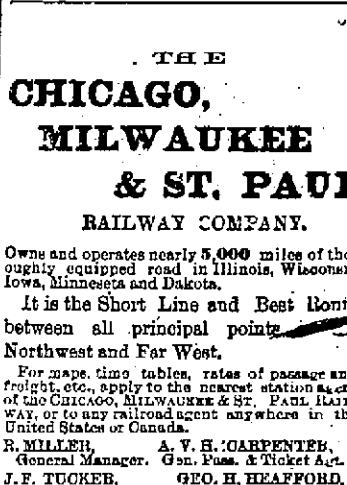 THE
CHICAGO,
MILWAUKEE
& ST. PAUL
RAILWAY COMPANY.
Owns and operates nearly 5,000 miles of tho
oughly equipped road in Illinois, Wisconsi
Iowa, Minnesota and Dakota.
It is the Short Line and Best Rout
between all principal points
Northwest and Far West.
For maps, time tables, rates of passage an
freight, etc., apply to the nearest station agen
of the CHICAGO, MILWAUKEE & ST. PAUL RAIL
WAY, or to any railroad agent anywhere in th
United States or Canada.
R. MILLER, A. V. H. CARPENTER,
General Manager. Gen. Pass. & Ticket Agt.
J. F. TUCKER, GEO. H. HEAFFORD,